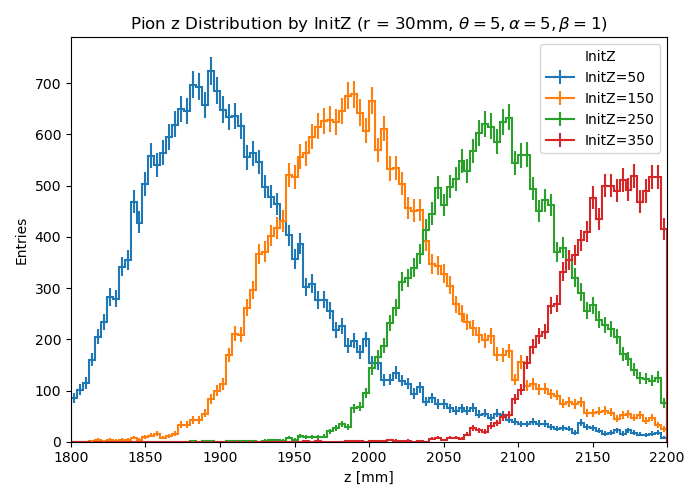 Pion z Distribution by InitZ (r = 30mm, θ = 5, α = 5, β = 1)
InitZ
InitZ=50
InitZ=150
InitZ=250
InitZ=350
Entries
700
600
500
400
300
200
100
0
1800 1850 1900 1950 2000 2050 2100 2150 2200
z [mm]